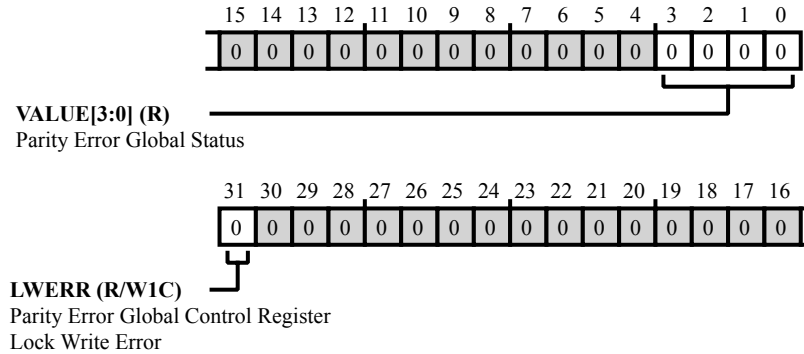 15 14 13 12 11 10 9 8 7 6 5 4 3 2 1 0
0 0 0 0 0 0 0 0 0 0 0 0 0 0 0 0
VALUE[3:0] (R)
Parity Error Global Status
31 30 29 28 27 26 25 24 23 22 21 20 19 18 17 16
0 0 0 0 0 0 0 0 0 0 0 0 0 0 0 0
LWERR (R/W1C)
Parity Error Global Control Register
Lock Write Error